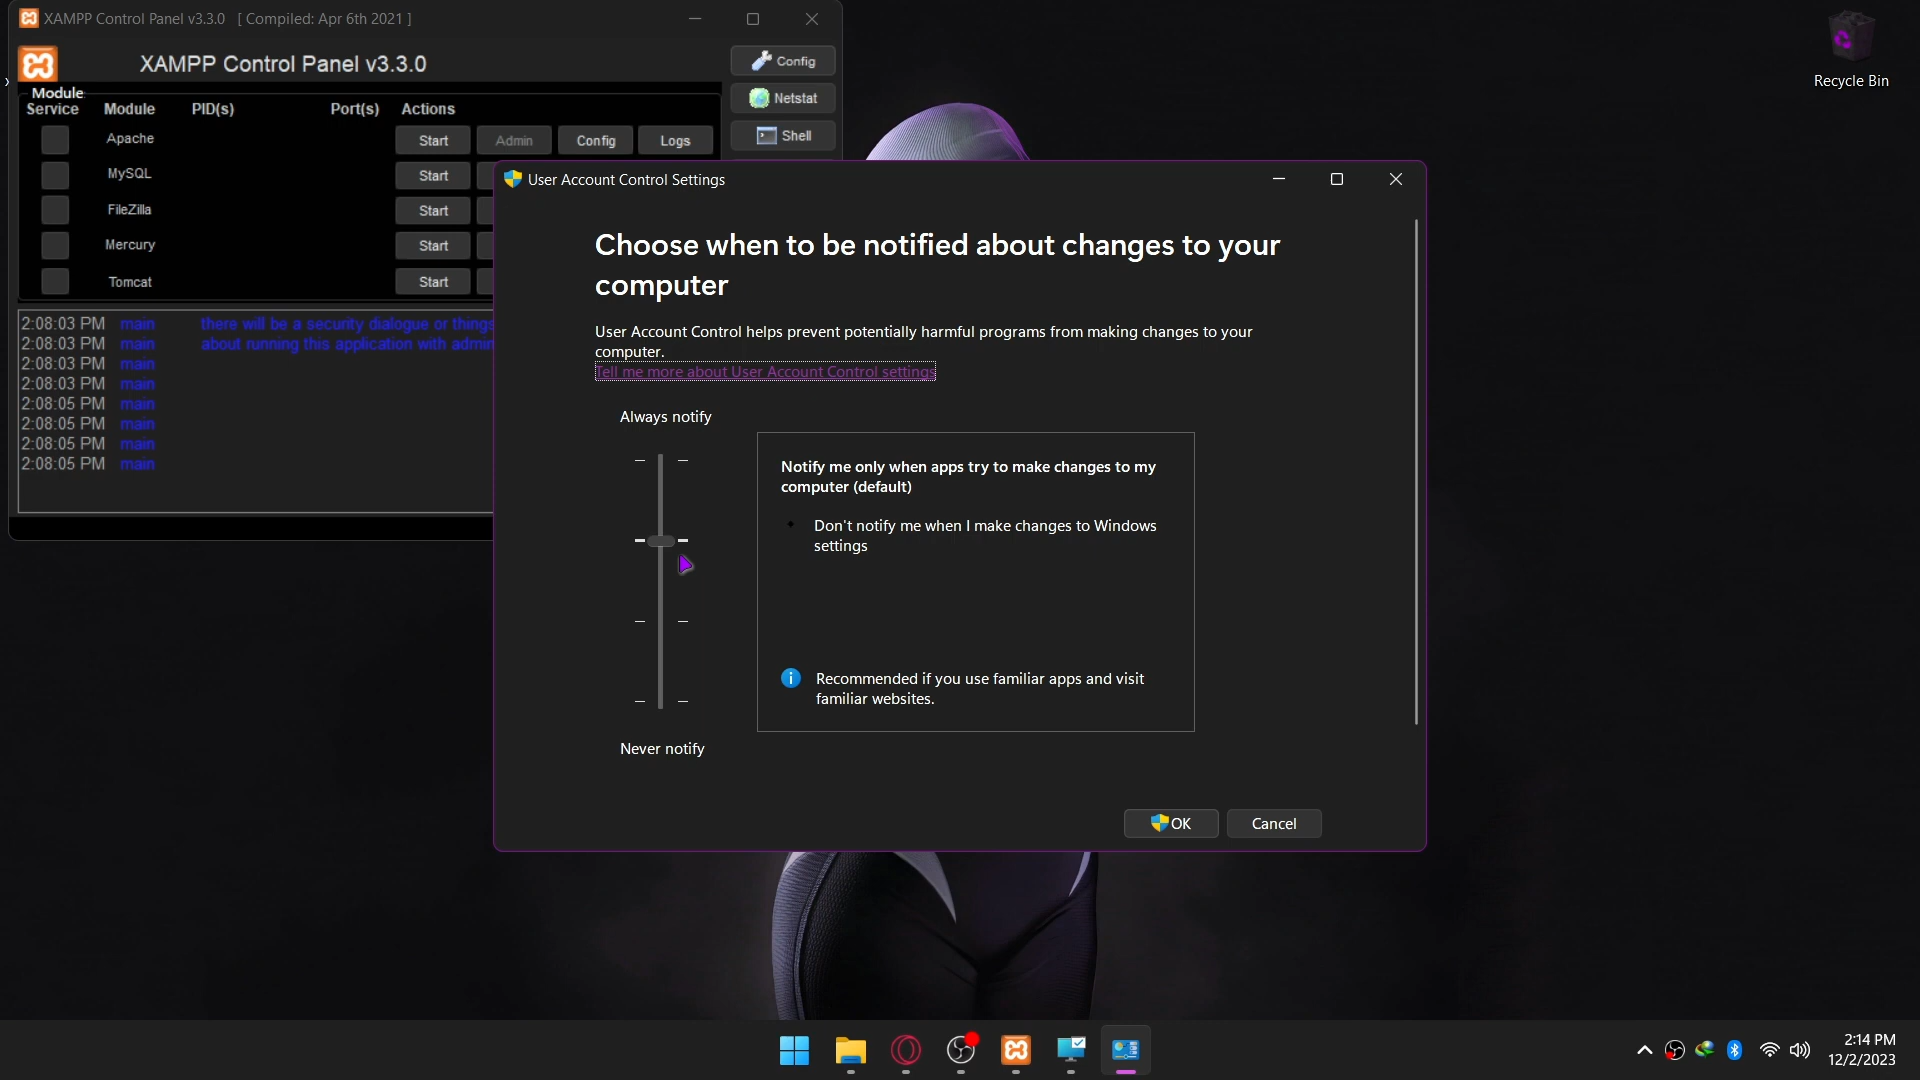 XAMPP Control Panel v3.3.0 [ Compiled: Apr 6th 2021 ]
XAMPP Control Panel v3.3.0
Config
Netstat
Shell
Module
Service Module PID(s) Port(s) Actions
Apache Start Admin Config Logs
MySQL Start
FileZilla Start
Mercury Start
Tomcat Start
2:08:03 PM main there will be a security dialogue or things
2:08:03 PM main about running this application with admin
2:08:03 PM main
2:08:03 PM main
2:08:05 PM main
2:08:05 PM main
2:08:05 PM main
2:08:05 PM main
User Account Control Settings
Choose when to be notified about changes to your
computer
User Account Control helps prevent potentially harmful programs from making changes to your
computer.
Tell me more about User Account Control settings
Always notify
Notify me only when apps try to make changes to my
computer (default)
Don't notify me when I make changes to Windows
settings
Recommended if you use familiar apps and visit
familiar websites.
Never notify
OK Cancel
Recycle Bin
2:14 PM
12/2/2023